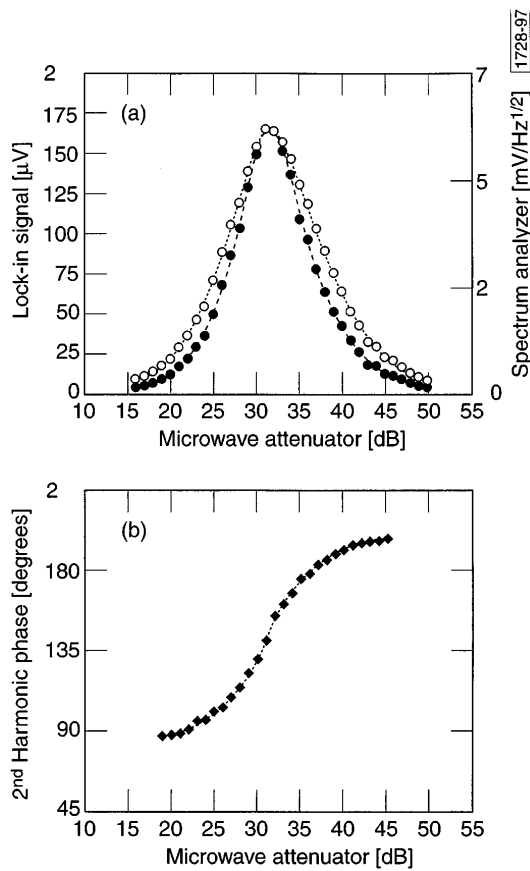 1728-97
2
175
150
125
100
75
50
25
0
(a)
7
5
2
0
Lock-in signal [µV]
Spectrum analyzer [mV/Hz1/2]
10 15 20 25 30 35 40 45 50 55
Microwave attenuator [dB]
2
180
135
90
45
(b)
2nd Harmonic phase [degrees]
10 15 20 25 30 35 40 45 50 55
Microwave attenuator [dB]